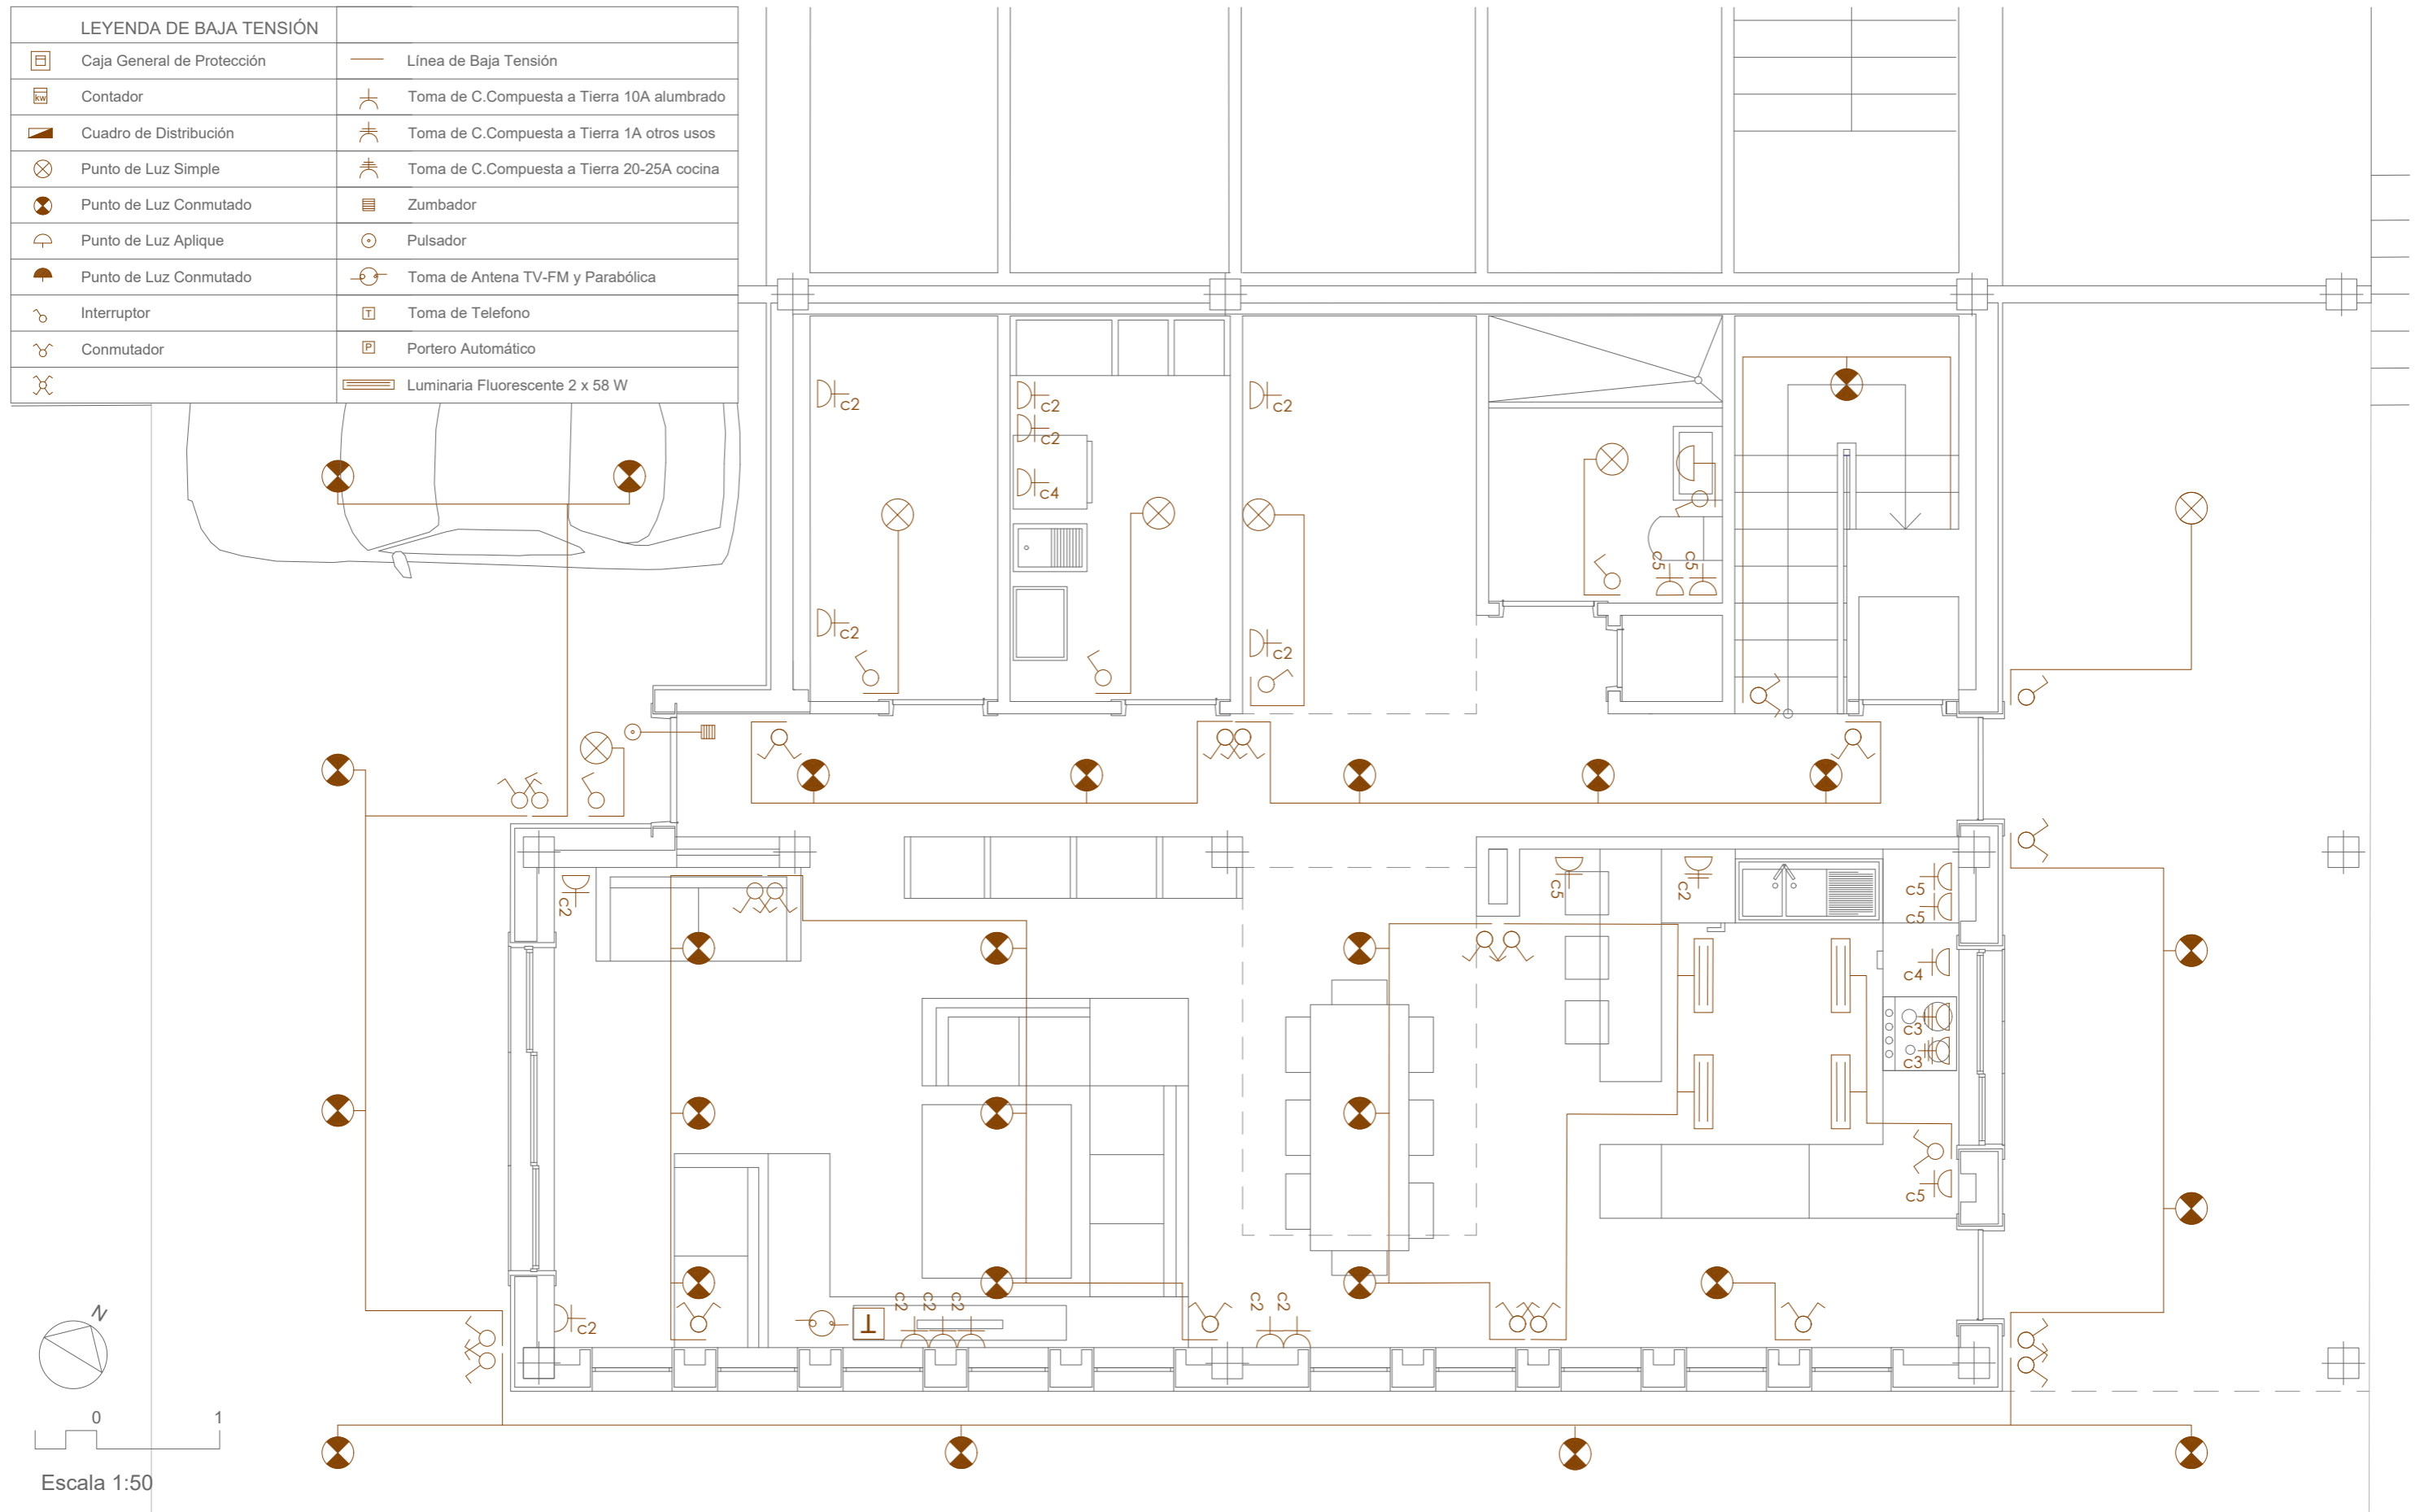 LEYENDA DE BAJA TENSIÓN
Caja General de Protección
Línea de Baja Tensión
kw
Contador
Toma de C.Compuesta a Tierra 10A alumbrado
Cuadro de Distribución
Toma de C.Compuesta a Tierra 1A otros usos
Punto de Luz Simple
Toma de C.Compuesta a Tierra 20-25A cocina
Punto de Luz Conmutado
Zumbador
Punto de Luz Aplique
Pulsador
Punto de Luz Conmutado
Toma de Antena TV-FM y Parabólica
Interruptor
T
Toma de Telefono
Conmutador
P
Portero Automático
Luminaria Fluorescente 2 x 58 W
c2
c2
c2
c2
c4
c5
c5
c2
c2
c2
c5
c2
c5
c5
c4
c3
c3
c5
c2
T
c2
c2
c2
c2
c2
N
0
1
Escala 1:50